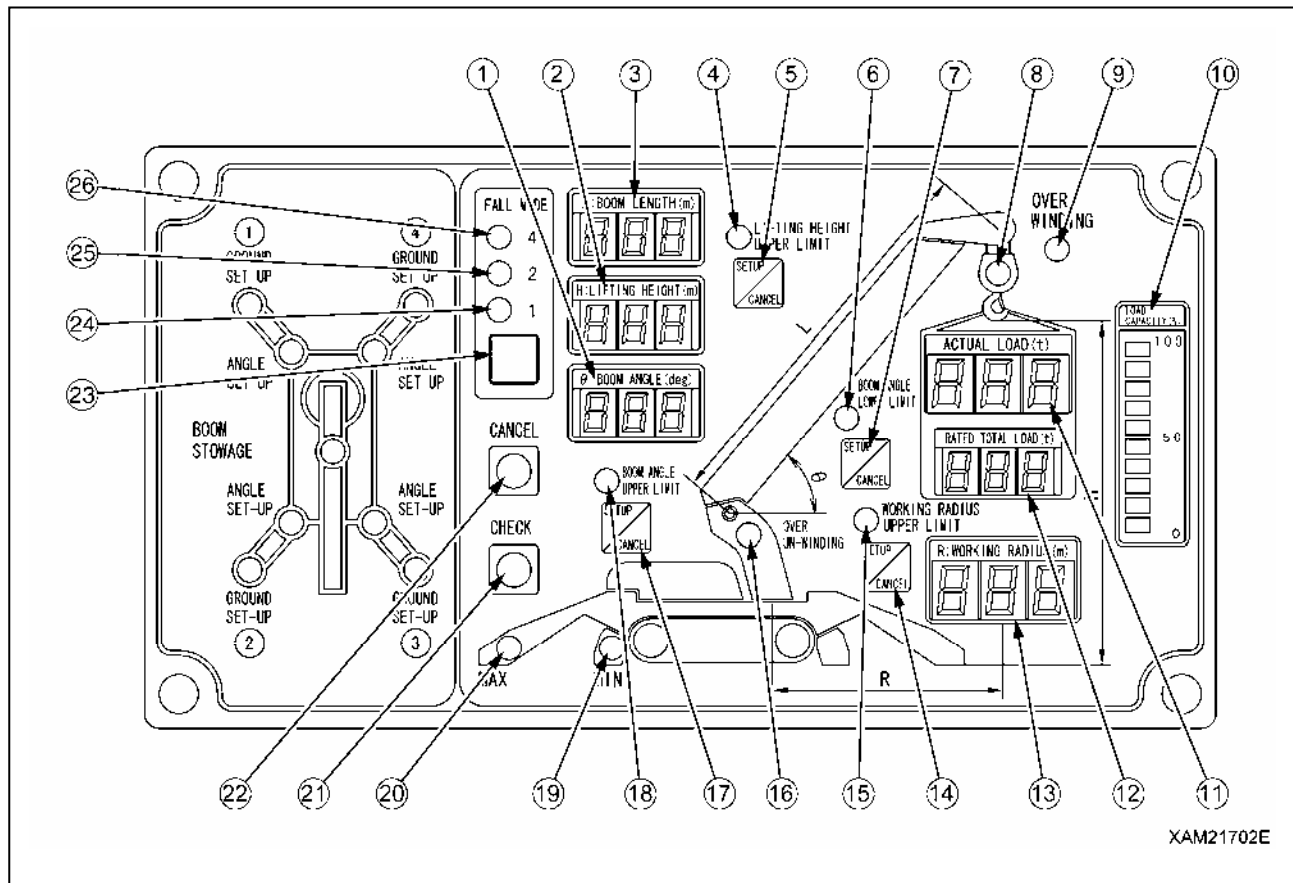 ① ② ③ ④ ⑤ ⑥ ⑦ ⑧ ⑨ ⑩
㉖
㉕
㉔
㉓
①
GROUND
SET UP
④
GROUND
SET UP
ANGLE
SET-UP
ANGLE
SET UP
BOOM
STOWAGE
ANGLE
SET-UP
ANGLE
SET-UP
GROUND
SET-UP
②
GROUND
SET-UP
③
FALL MODE
4
2
1
CANCEL
CHECK
:BOOM LENGTH(m)
H:LIFTING HEIGHT(m)
θ BOOM ANGLE(deg)
LIFTING HEIGHT
UPPER LIMIT
SETUP
CANCEL
OVER
WINDING
L
BOOM ANGLE
LOWER LIMIT
SETUP
CANCEL
θ
BOOM ANGLE
UPPER LIMIT
SETUP
CANCEL
OVER
UN-WINDING
WORKING RADIUS
UPPER LIMIT
SETUP
CANCEL
ACTUAL LOAD(t)
RATED TOTAL LOAD(t)
R:WORKING RADIUS(m)
LOAD
CAPACITY(%)
100
50
0
MAX
MIN
R
㉒ ㉑ ⑳ ⑲ ⑱ ⑰ ⑯ ⑮ ⑭ ⑬ ⑫ ⑪
XAM21702E